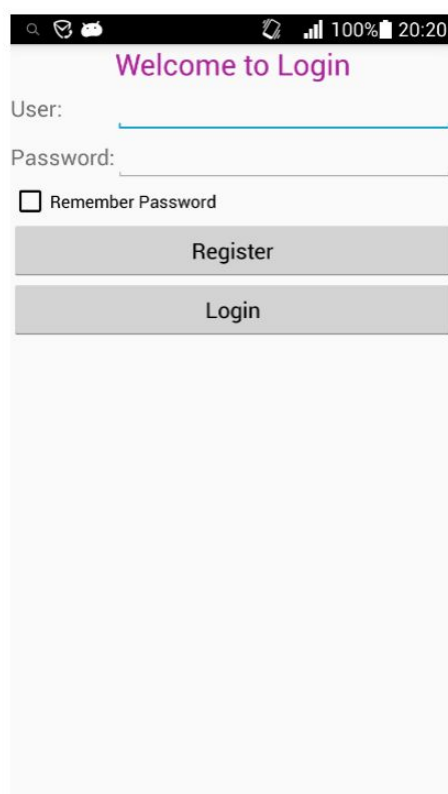 100% 20:20
Welcome to Login
User:
Password:
Remember Password
Register
Login